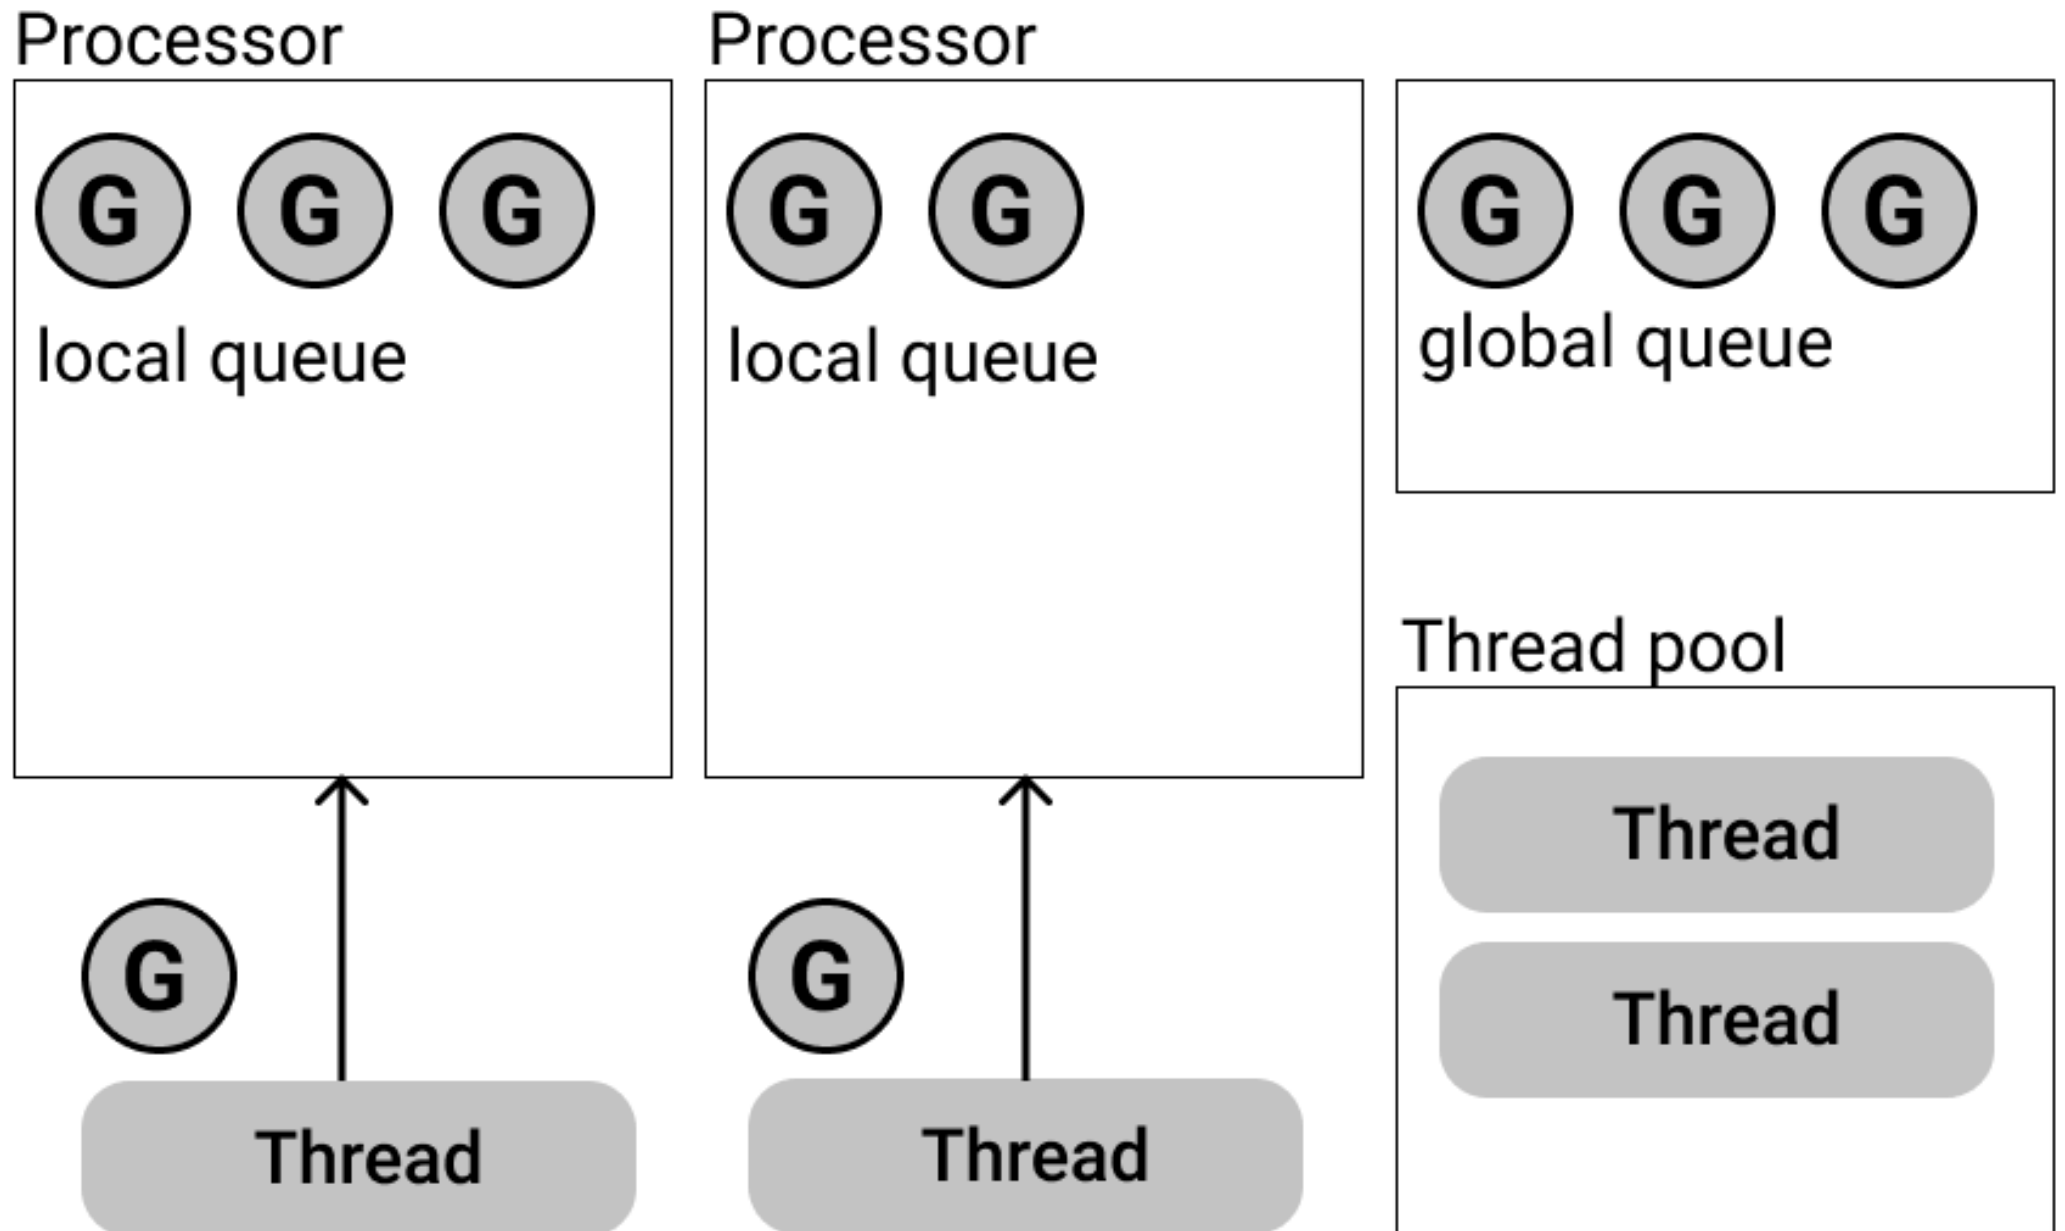 Processor
G G G
local queue
G
Thread
Processor
G G
local queue
G
Thread
G G G
global queue
Thread pool
Thread
Thread